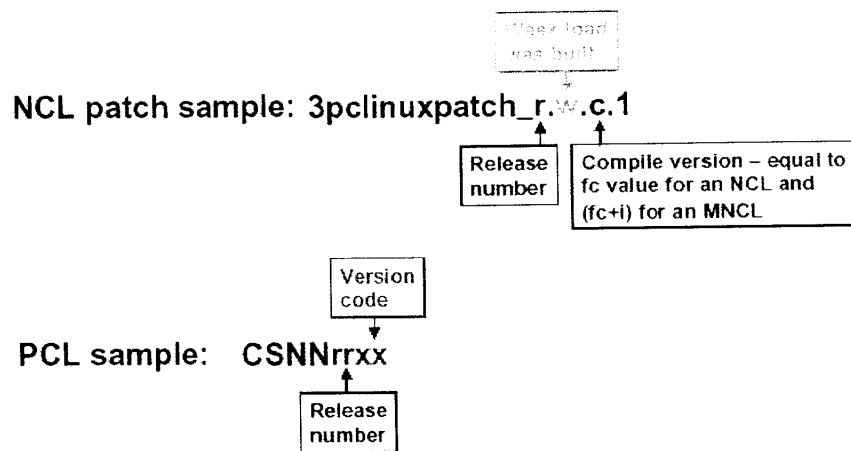 Week load
was built
NCL patch sample: 3pclinuxpatch_r.w.c.1
Release
number
Compile version – equal to
fc value for an NCL and
(fc+i) for an MNCL
Version
code
PCL sample: CSNNrrxx
Release
number